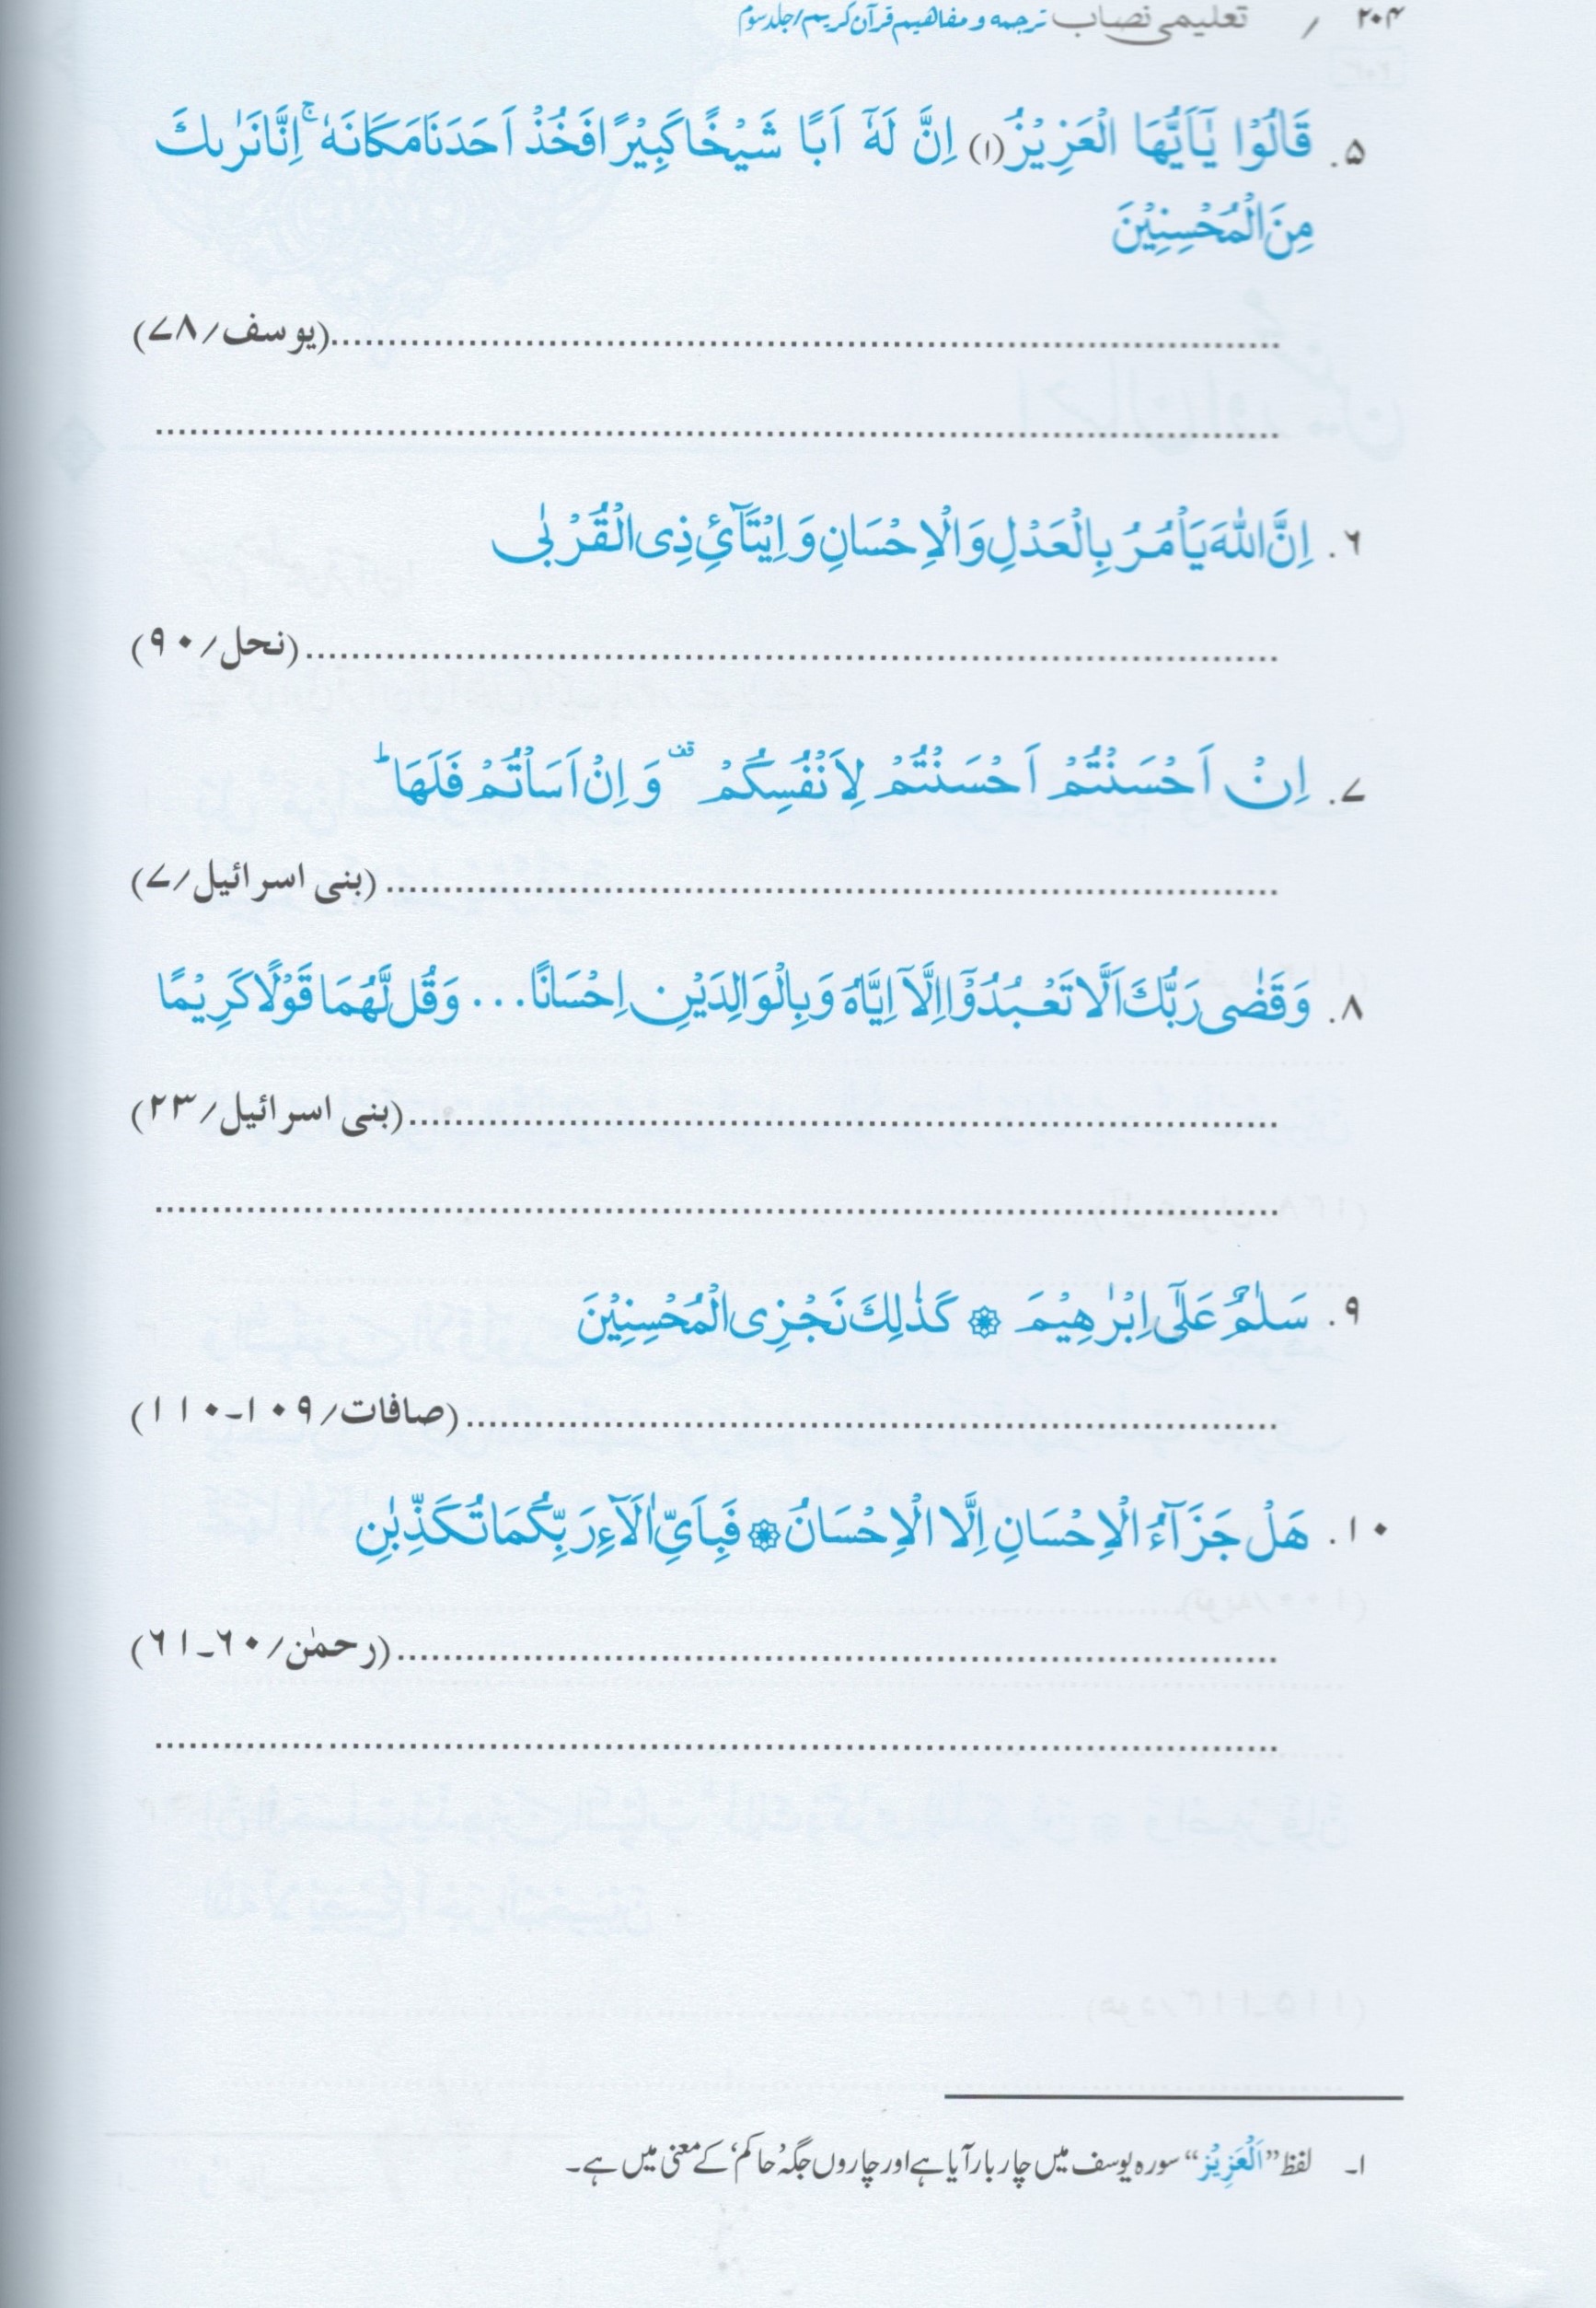 ۲۰۴ / تعلیمی نصاب ترجمہ و مفاہیم قرآن کریم/جلد سوم
۵. قَالُوْا يٰٓاَيُّهَا الْعَزِيْزُ(۱) اِنَّ لَهٗٓ اَبًا شَيْخًا كَبِيْرًا فَخُذْ اَحَدَنَا مَكَانَهٗ ۚ اِنَّا نَرٰىكَ
مِنَ الْمُحْسِنِيْنَ
(یوسف/۷۸)
۶. اِنَّ اللّٰهَ يَاْمُرُ بِالْعَدْلِ وَالْاِحْسَانِ وَ اِيْتَآئِ ذِى الْقُرْبٰى
(نحل/۹۰)
۷. اِنْ اَحْسَنْتُمْ اَحْسَنْتُمْ لِاَنْفُسِكُمْ قف وَ اِنْ اَسَاْتُمْ فَلَهَا ؕ
(بنی اسرائیل/۷)
۸. وَ قَضٰى رَبُّكَ اَلَّا تَعْبُدُوْٓا اِلَّآ اِيَّاهُ وَ بِالْوَالِدَيْنِ اِحْسَانًا... وَقُل لَّهُمَا قَوْلًا كَرِيْمًا
(بنی اسرائیل/۲۳)
۹. سَلٰمٌ عَلٰٓى اِبْرٰهِيْمَ ۞ كَذٰلِكَ نَجْزِى الْمُحْسِنِيْنَ
(صافات/۱۰۹۔۱۱۰)
۱۰. هَلْ جَزَآءُ الْاِحْسَانِ اِلَّا الْاِحْسَانُ ۞ فَبِاَيِّ اٰلَآءِ رَبِّكُمَا تُكَذِّبٰنِ
(رحمٰن/۶۰۔۶۱)
۱۔ لفظ ”اَلْعَزِيْز“ سورہ یوسف میں چار بار آیا ہے اور چاروں جگہ ’حاکم‘ کے معنی میں ہے۔